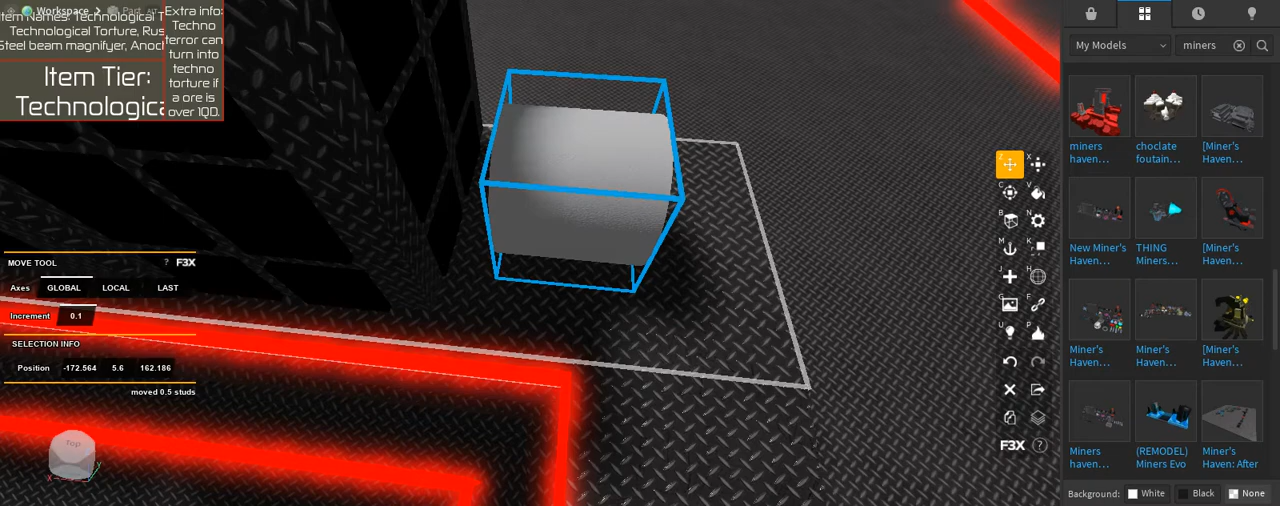 Workspace
Part
Item Names: Technological T
Technological Torture, Rus
Steel beam magnifyer, Anoc
Item Tier:
Technologica
Extra info:
Techno
terror can
turn into
techno
torture if
a ore is
over 1QD.
MOVE TOOL ? F3X
Axes GLOBAL LOCAL LAST
Increment 0.1
SELECTION INFO
Position -172.564 5.6 162.186
moved 0.5 studs
Top
X
Y
Z X
C V
B N
M K
J H
G F
U P
F3X ?
My Models miners
miners haven...
choclate foutain...
[Miner's Haven...
New Miner's Haven...
THING Miners...
[Miner's Haven...
Miner's Haven...
Miner's Haven...
[Miner's Haven...
Miners haven...
(REMODEL) Miners Evo
Miner's Haven: After
Background: White Black None